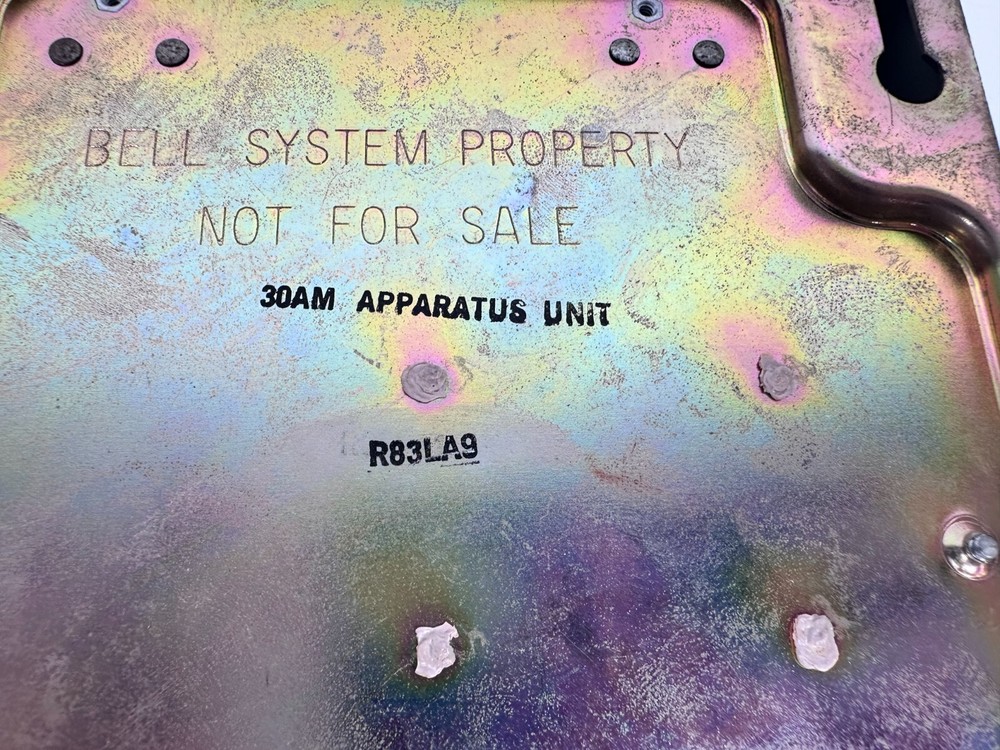 BELL SYSTEM PROPERTY
NOT FOR SALE
30AM APPARATUS UNIT
R83LA9